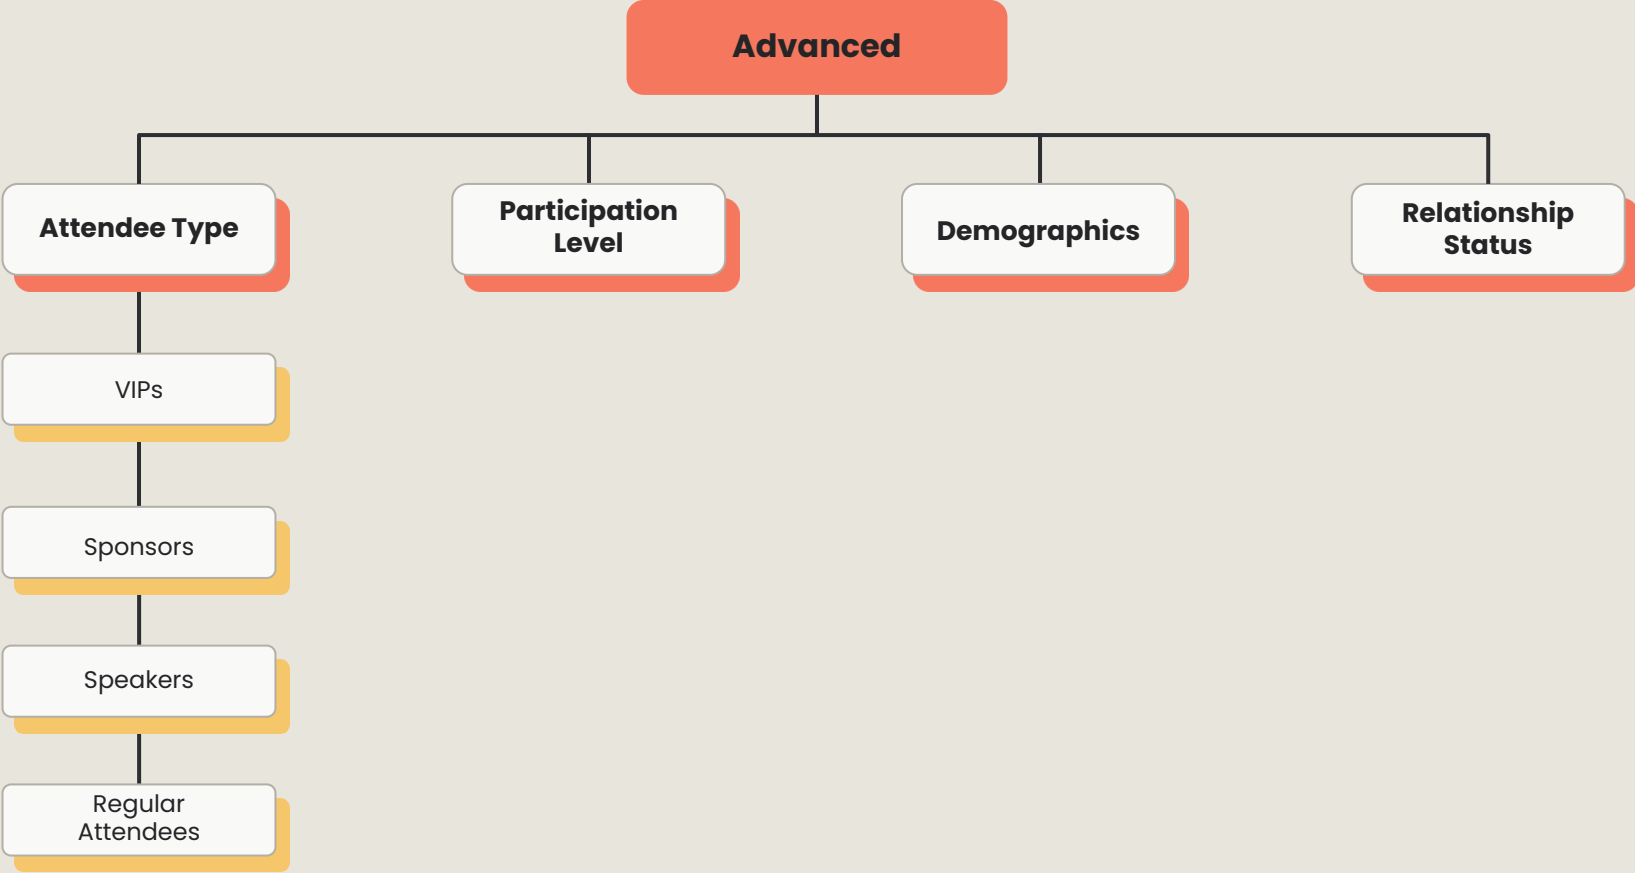 Advanced
Attendee Type
Participation
Level
Demographics
Relationship
Status
VIPs
Sponsors
Speakers
Regular
Attendees